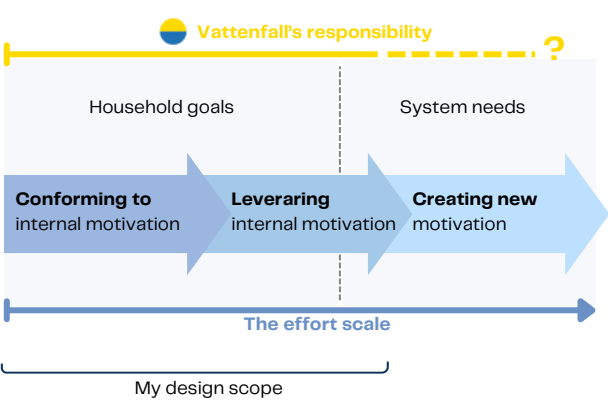 Vattenfall's responsibility
?
Household goals
System needs
Conforming to
internal motivation
Leveraring
internal motivation
Creating new
motivation
The effort scale
My design scope